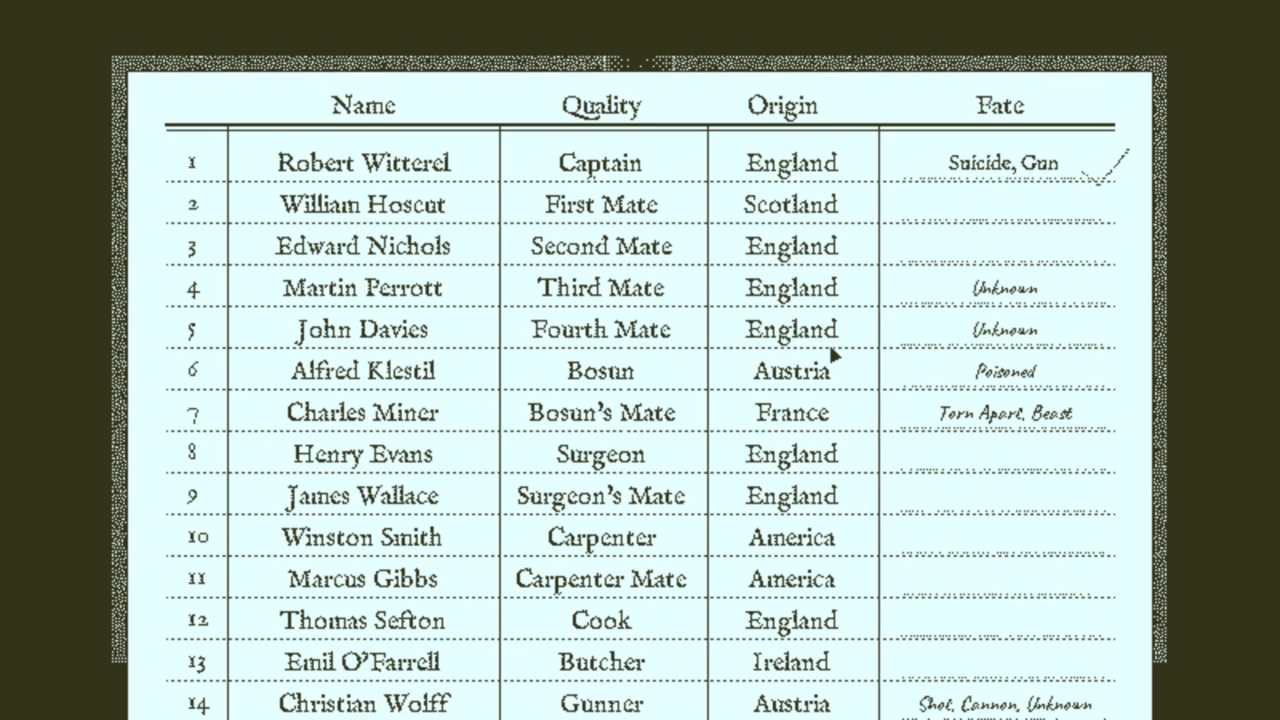 Name Quality Origin Fate
1 Robert Witterel Captain England Suicide, Gun
2 William Hoscut First Mate Scotland
3 Edward Nichols Second Mate England
4 Martin Perrott Third Mate England Unknown
5 John Davies Fourth Mate England Unknown
6 Alfred Klestil Bosun Austria Poisoned
7 Charles Miner Bosun's Mate France Torn Apart, Beast
8 Henry Evans Surgeon England
9 James Wallace Surgeon's Mate England
10 Winston Smith Carpenter America
11 Marcus Gibbs Carpenter Mate America
12 Thomas Sefton Cook England
13 Emil O'Farrell Butcher Ireland
14 Christian Wolff Gunner Austria Shot, Cannon, Unknown